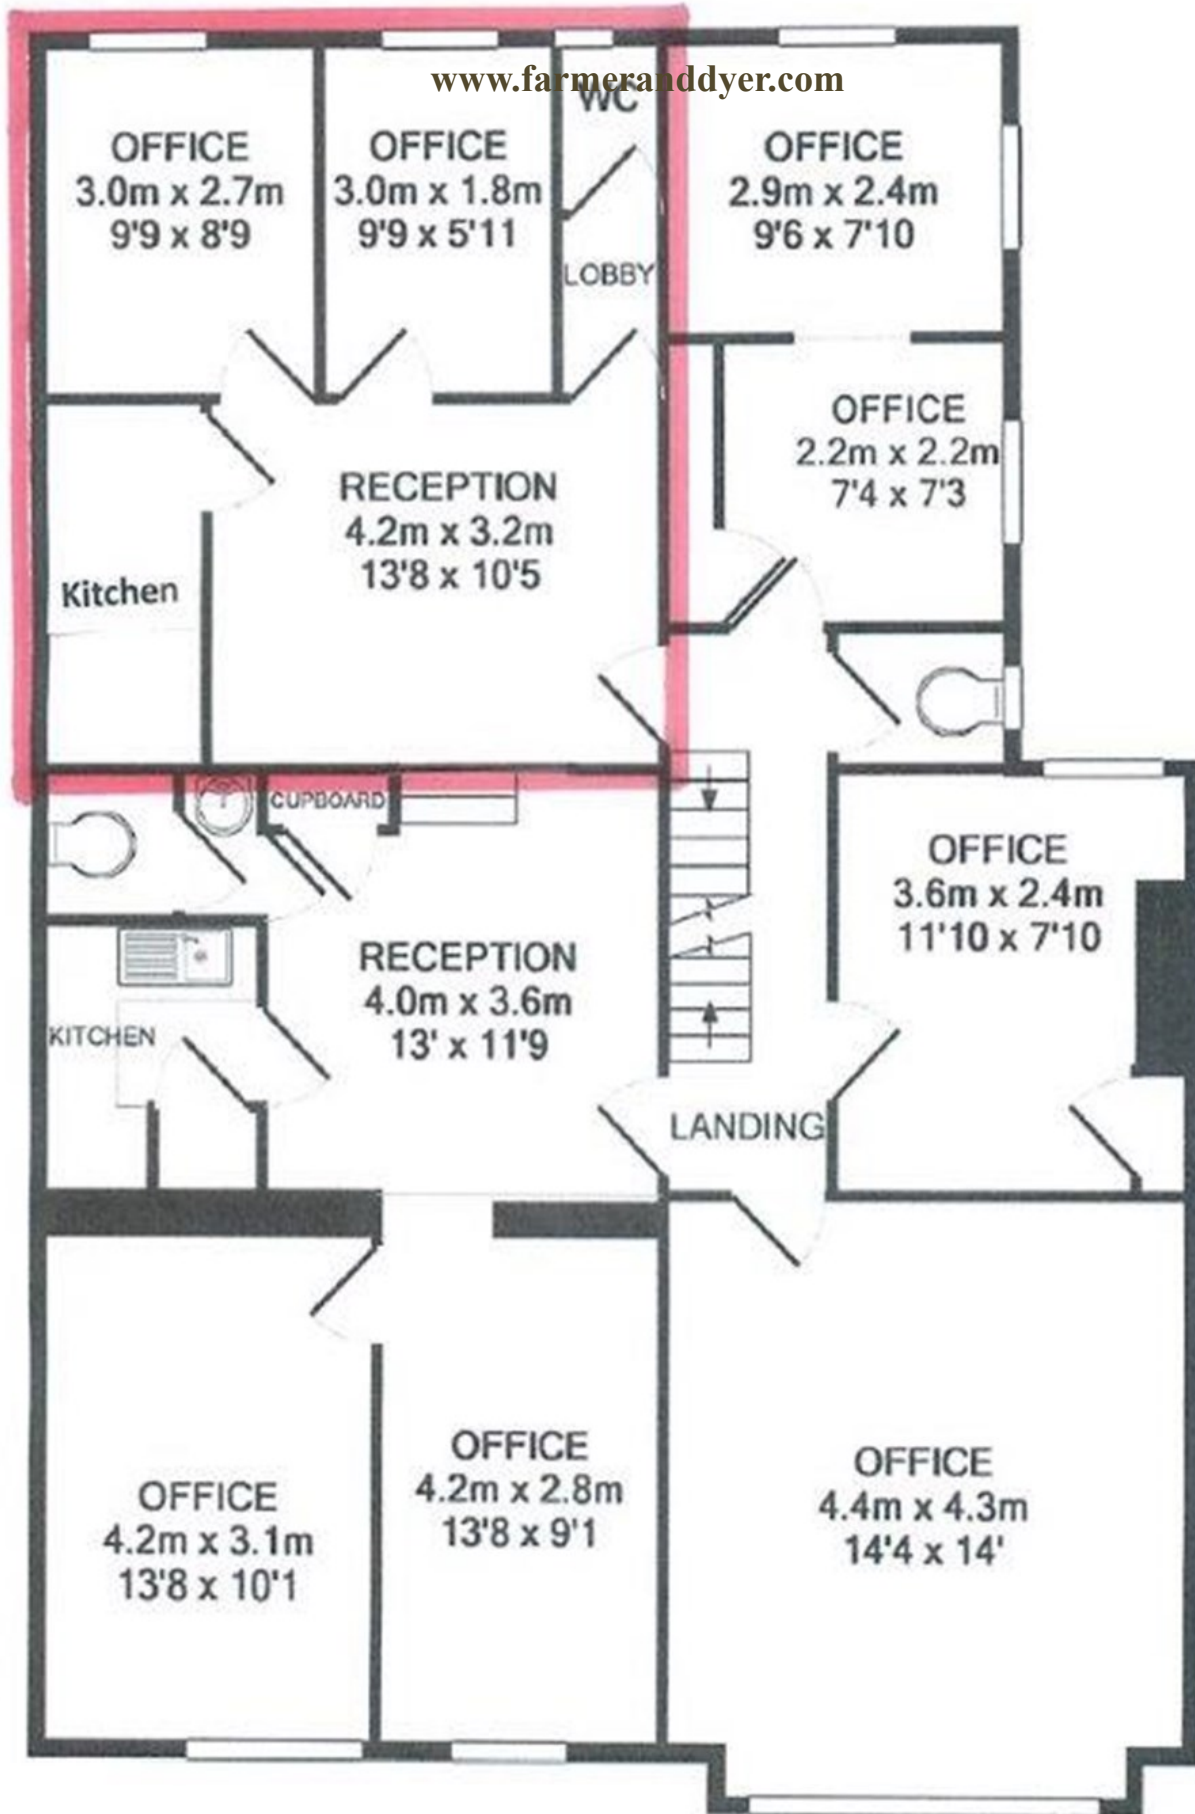 www.farmeranddyer.com
WC
OFFICE
3.0m x 2.7m
9'9 x 8'9
OFFICE
3.0m x 1.8m
9'9 x 5'11
OFFICE
2.9m x 2.4m
9'6 x 7'10
LOBBY
OFFICE
2.2m x 2.2m
7'4 x 7'3
RECEPTION
4.2m x 3.2m
13'8 x 10'5
Kitchen
CUPBOARD
OFFICE
3.6m x 2.4m
11'10 x 7'10
RECEPTION
4.0m x 3.6m
13' x 11'9
KITCHEN
LANDING
OFFICE
4.2m x 3.1m
13'8 x 10'1
OFFICE
4.2m x 2.8m
13'8 x 9'1
OFFICE
4.4m x 4.3m
14'4 x 14'